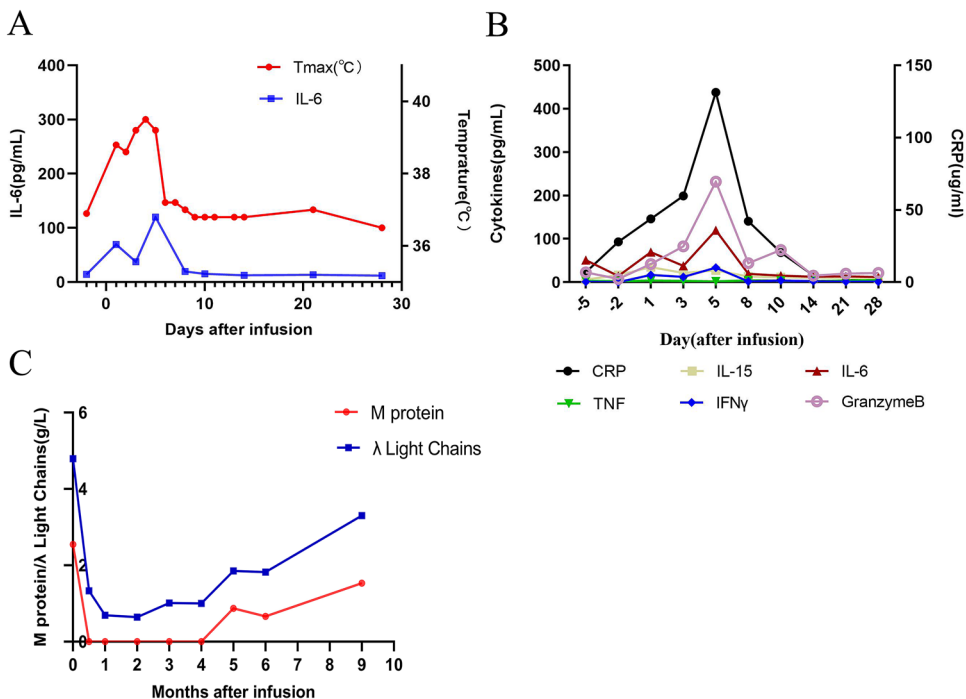 A
Tmax(℃)
IL-6
400
300
200
100
0
IL-6(pg/mL)
40
38
36
Temprature(℃)
0
10
20
30
Days after infusion
B
500
400
300
200
100
0
Cytokines(pg/mL)
150
100
50
0
CRP(ug/ml)
-5
-2
1
3
5
8
10
14
21
28
Day(after infusion)
CRP
IL-15
IL-6
TNF
IFNγ
GranzymeB
C
M protein
λ Light Chains
6
4
2
0
M protein/λ Light Chains(g/L)
0 1 2 3 4 5 6 7 8 9 10
Months after infusion